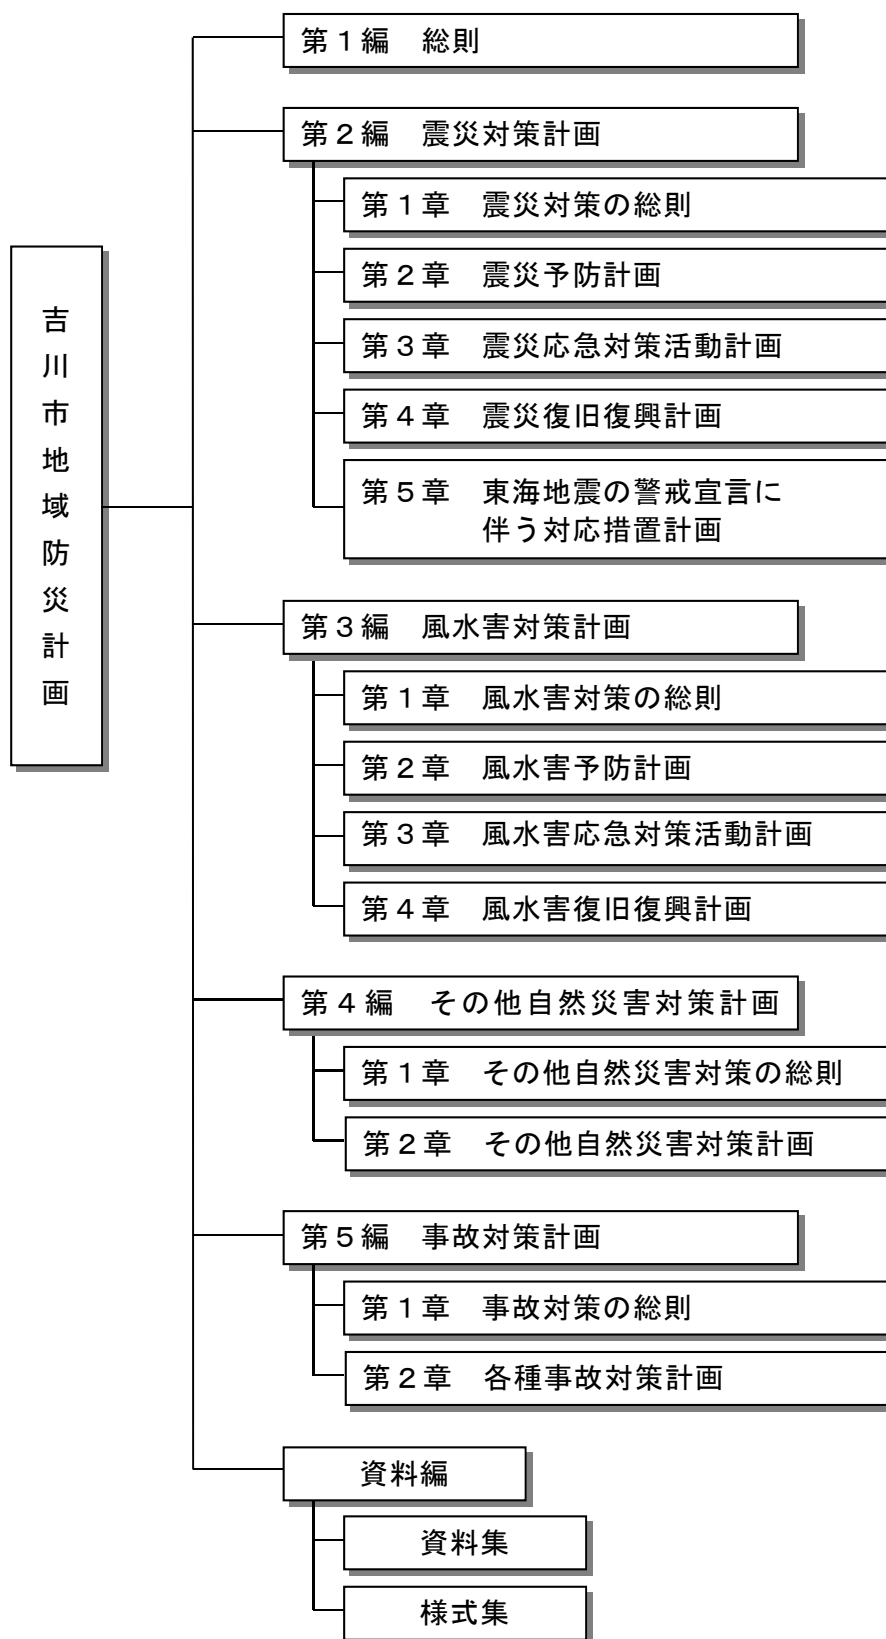 吉川市地域防災計画
第１編　総則
第２編　震災対策計画
第１章　震災対策の総則
第２章　震災予防計画
第３章　震災応急対策活動計画
第４章　震災復旧復興計画
第５章　東海地震の警戒宣言に
伴う対応措置計画
第３編　風水害対策計画
第１章　風水害対策の総則
第２章　風水害予防計画
第３章　風水害応急対策活動計画
第４章　風水害復旧復興計画
第４編　その他自然災害対策計画
第１章　その他自然災害対策の総則
第２章　その他自然災害対策計画
第５編　事故対策計画
第１章　事故対策の総則
第２章　各種事故対策計画
資料編
資料集
様式集